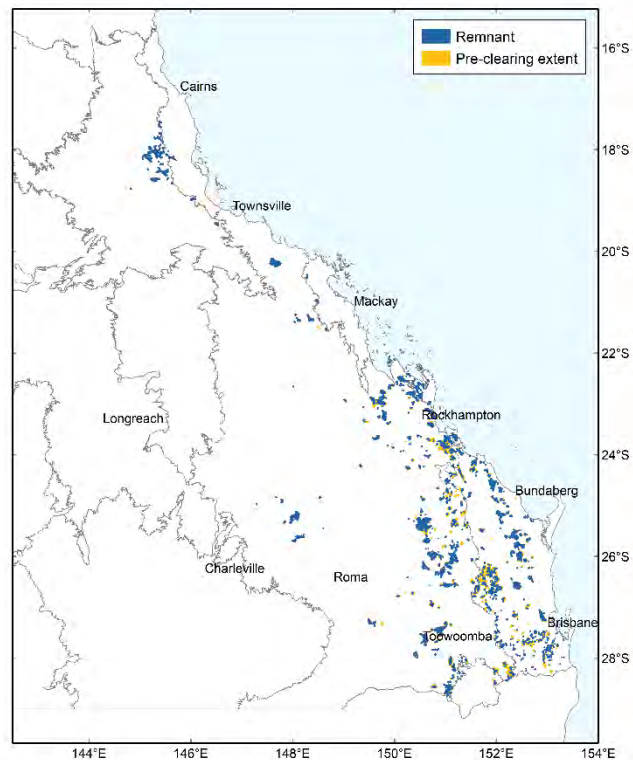 Remnant
Pre-clearing extent
16°S
Cairns
18°S
Townsville
20°S
Mackay
22°S
Longreach
Rockhampton
24°S
Bundaberg
26°S
Charleville
Roma
Brisbane
Toowoomba
28°S
144°E 146°E 148°E 150°E 152°E 154°E